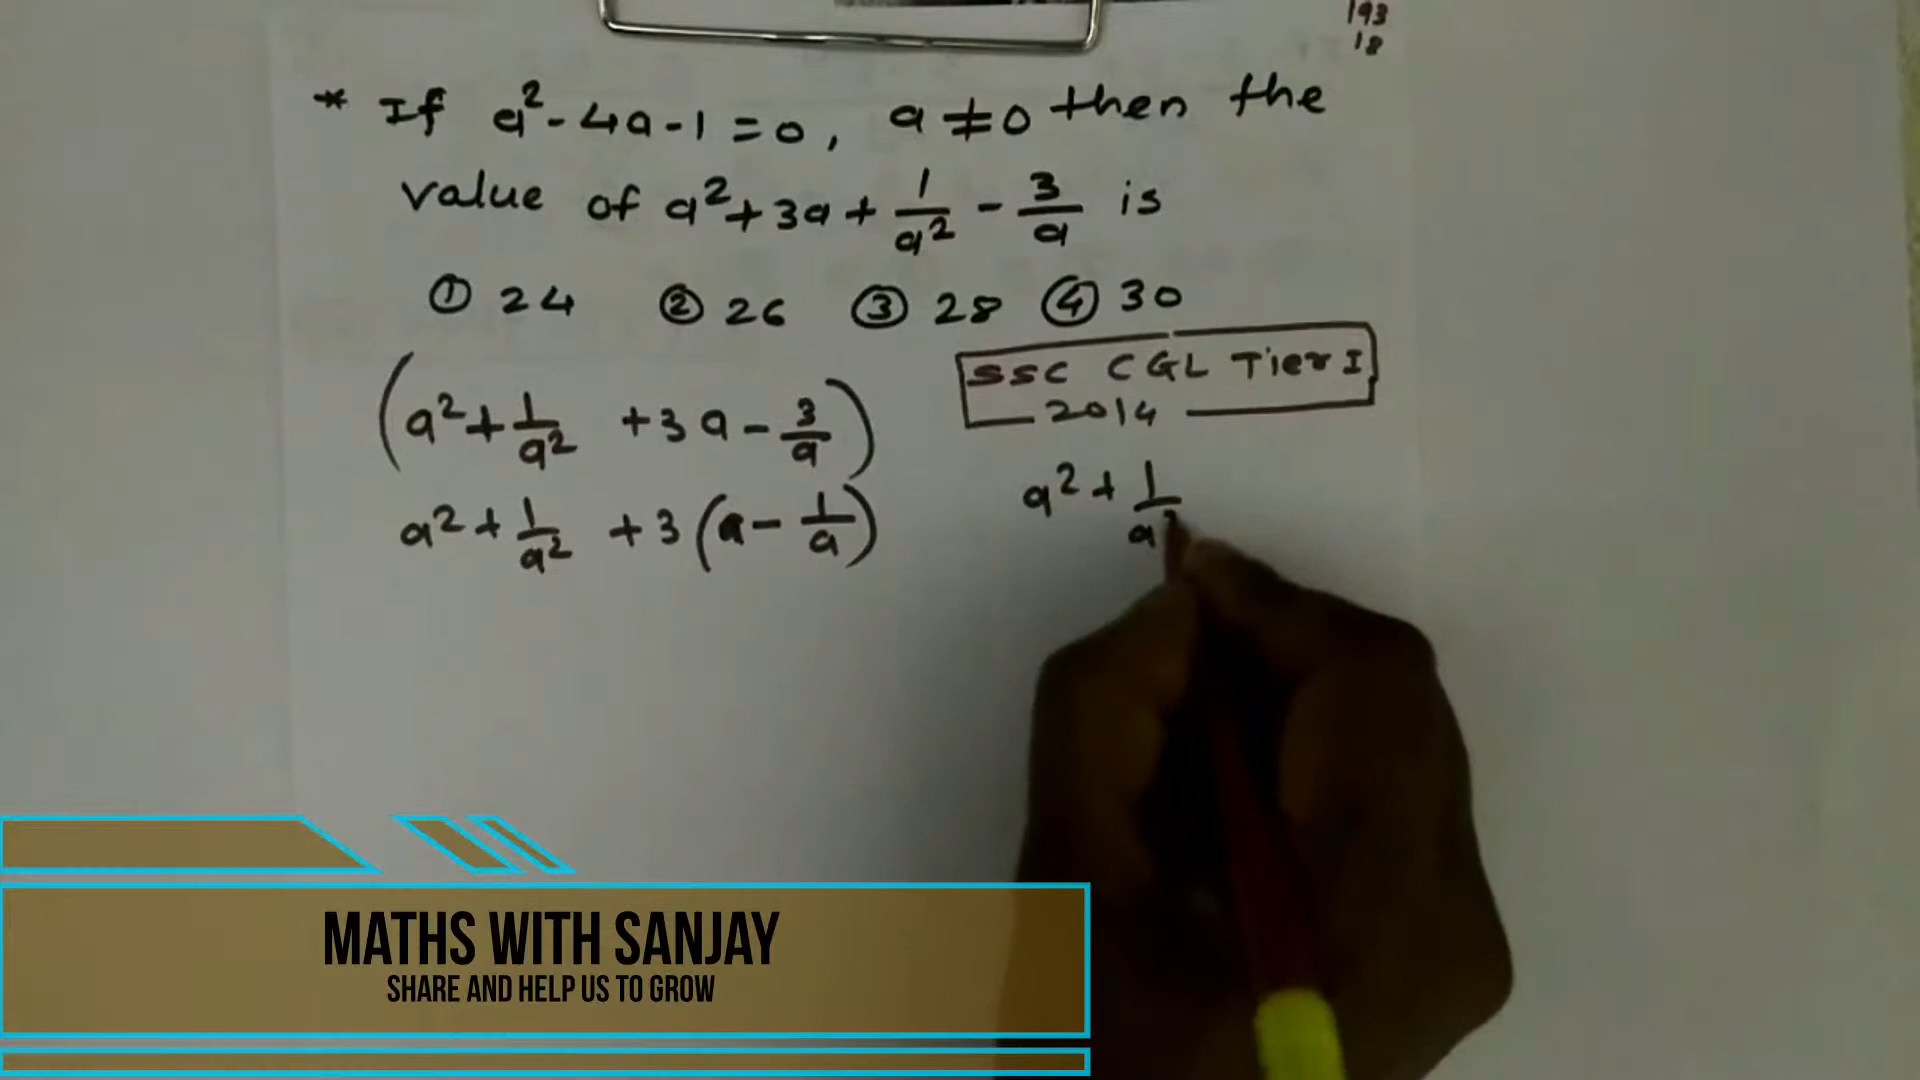 193
18
* If a²-4a-1=0, a≠0 then the
value of a²+3a+1/a² - 3/a is
① 24 ② 26 ③ 28 ④ 30
SSC CGL Tier I
2014
(a²+1/a² +3a-3/a)
a²+1/a² +3(a-1/a)
a²+1/a²
MATHS WITH SANJAY
SHARE AND HELP US TO GROW